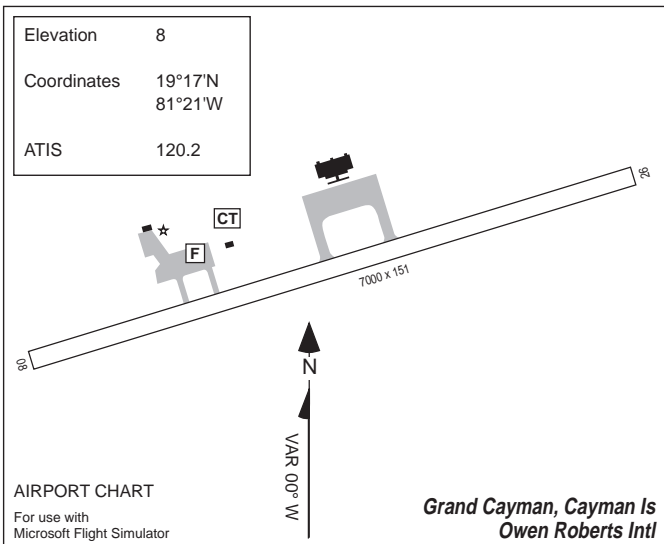 Elevation 8
Coordinates 19°17'N
81°21'W
ATIS 120.2
26
CT
F
7000 x 151
08
N
VAR 00° W
AIRPORT CHART
For use with
Microsoft Flight Simulator
Grand Cayman, Cayman Is
Owen Roberts Intl